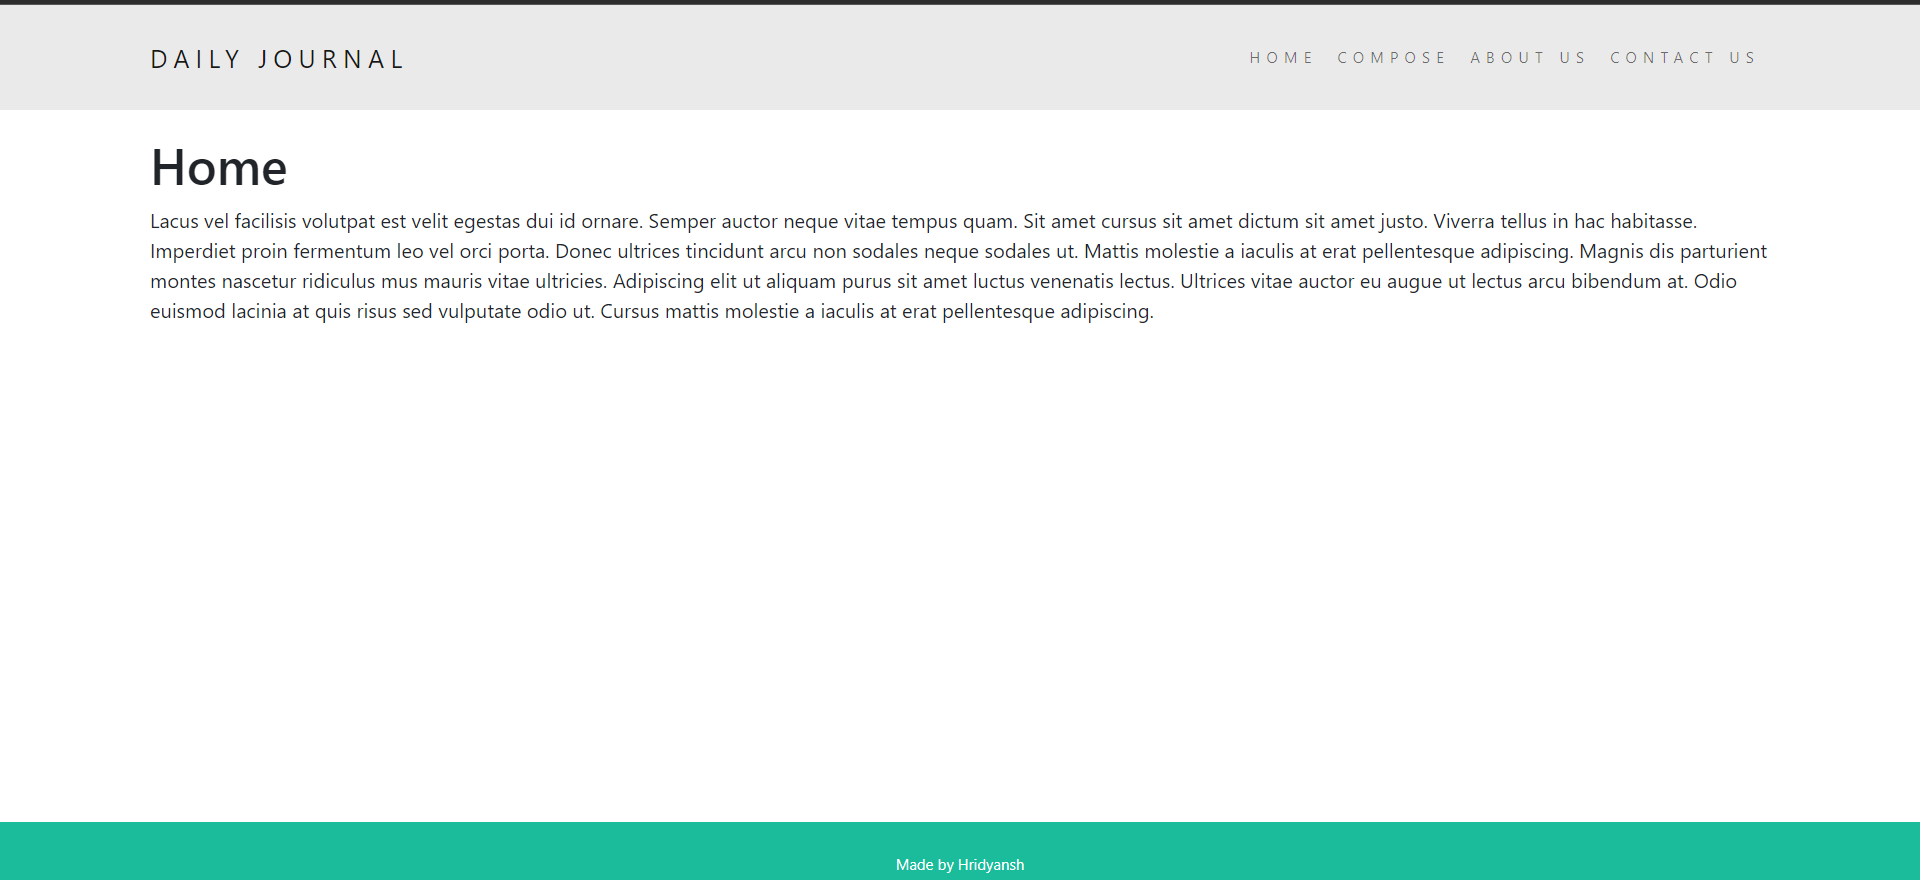 DAILY JOURNAL
HOME COMPOSE ABOUT US CONTACT US
Home
Lacus vel facilisis volutpat est velit egestas dui id ornare. Semper auctor neque vitae tempus quam. Sit amet cursus sit amet dictum sit amet justo. Viverra tellus in hac habitasse.
Imperdiet proin fermentum leo vel orci porta. Donec ultrices tincidunt arcu non sodales neque sodales ut. Mattis molestie a iaculis at erat pellentesque adipiscing. Magnis dis parturient
montes nascetur ridiculus mus mauris vitae ultricies. Adipiscing elit ut aliquam purus sit amet luctus venenatis lectus. Ultrices vitae auctor eu augue ut lectus arcu bibendum at. Odio
euismod lacinia at quis risus sed vulputate odio ut. Cursus mattis molestie a iaculis at erat pellentesque adipiscing.
Made by Hridyansh